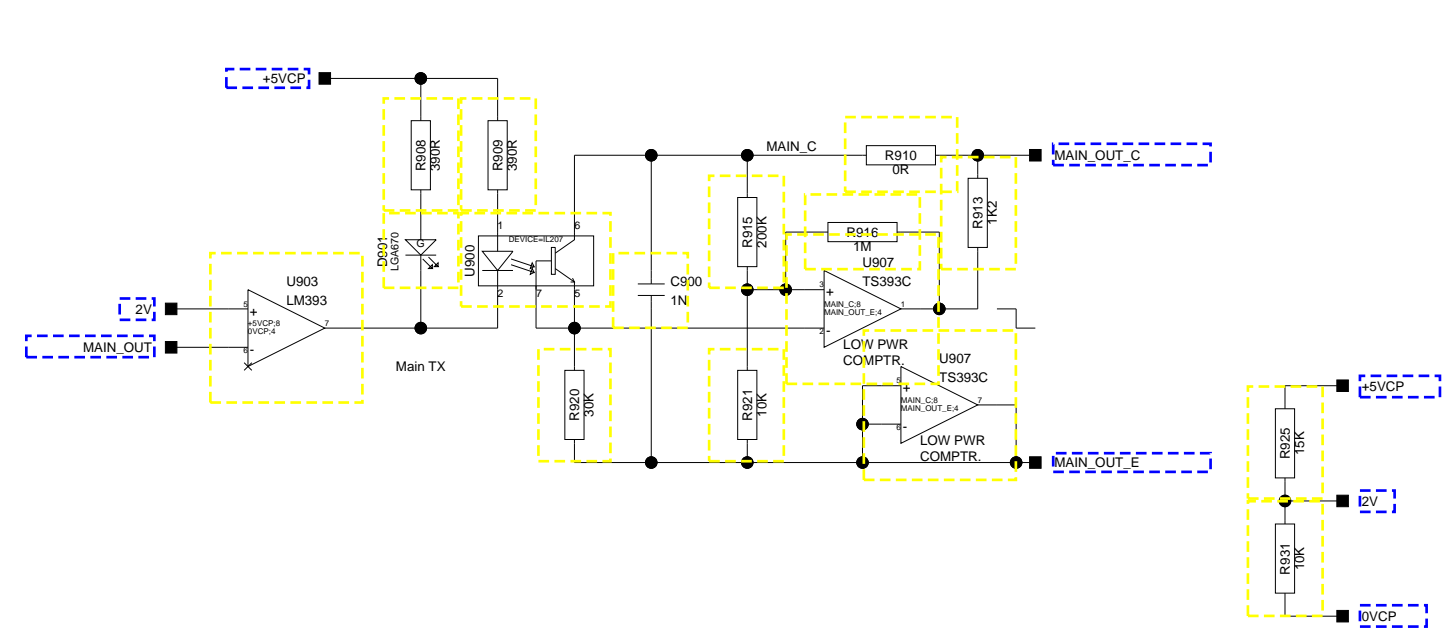 +5VCP
R908
390R
R909
390R
MAIN_C
R910
0R
MAIN_OUT_C
R913
1K2
R915
200K
R916
1M
D901
LGA670
G
1
6
DEVICE=IL207
U900
2
7
5
C900
1N
U907
TS393C
3
+
MAIN_C;8
MAIN_OUT_E;4
1
2
-
LOW PWR
COMPTR.
U903
LM393
2V
5
+
+5VCP;8
0VCP;4
7
MAIN_OUT
6
-
Main TX
U907
TS393C
5
+
MAIN_C;8
MAIN_OUT_E;4
7
6
-
LOW PWR
COMPTR.
R920
30K
R921
10K
MAIN_OUT_E
+5VCP
R925
15K
2V
R931
10K
0VCP